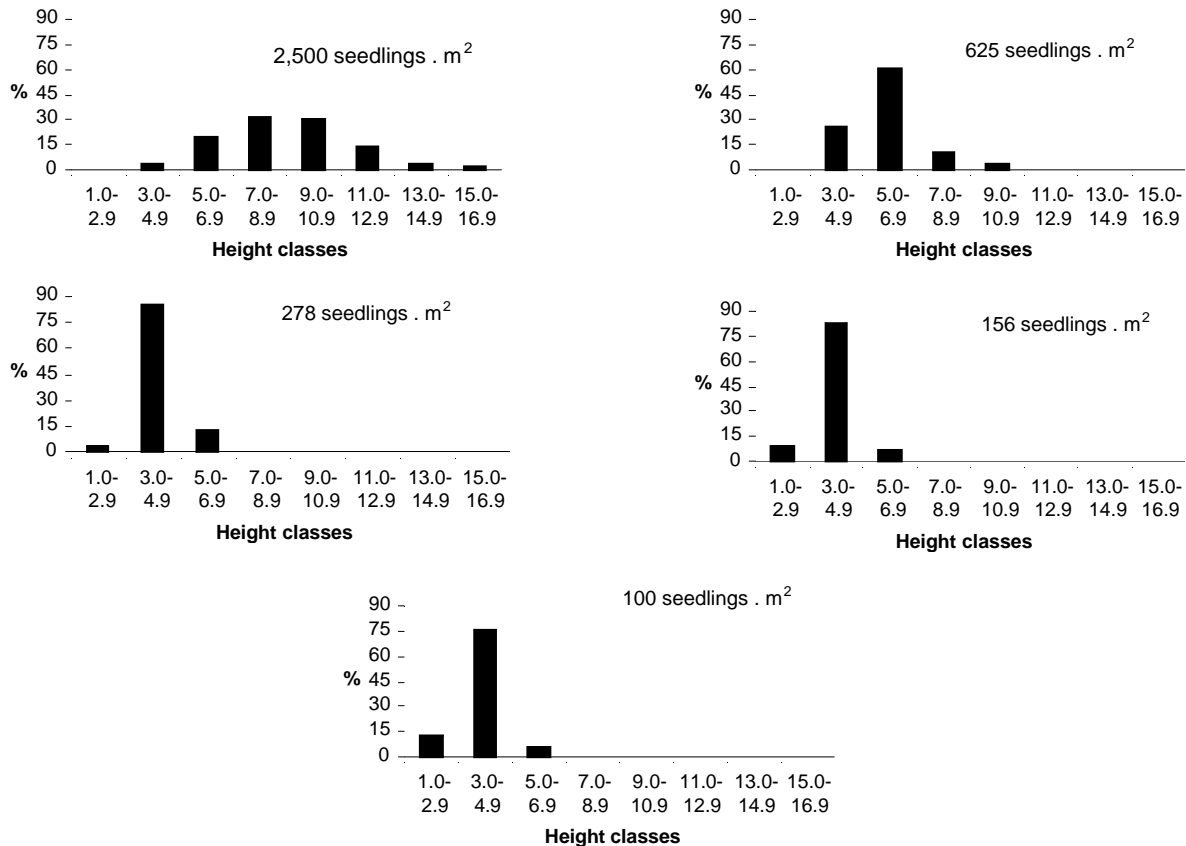 2,500 seedlings . m²
90
75
60
%
45
30
15
0
1.0- 3.0- 5.0- 7.0- 9.0- 11.0- 13.0- 15.0-
2.9 4.9 6.9 8.9 10.9 12.9 14.9 16.9
Height classes
625 seedlings . m²
90
75
60
%
45
30
15
0
1.0- 3.0- 5.0- 7.0- 9.0- 11.0- 13.0- 15.0-
2.9 4.9 6.9 8.9 10.9 12.9 14.9 16.9
Height classes
278 seedlings . m²
90
75
60
%
45
30
15
0
1.0- 3.0- 5.0- 7.0- 9.0- 11.0- 13.0- 15.0-
2.9 4.9 6.9 8.9 10.9 12.9 14.9 16.9
Height classes
156 seedlings . m²
90
75
60
%
45
30
15
0
1.0- 3.0- 5.0- 7.0- 9.0- 11.0- 13.0- 15.0-
2.9 4.9 6.9 8.9 10.9 12.9 14.9 16.9
Height classes
100 seedlings . m²
90
75
60
% 45
30
15
0
1.0- 3.0- 5.0- 7.0- 9.0- 11.0- 13.0- 15.0-
2.9 4.9 6.9 8.9 10.9 12.9 14.9 16.9
Height classes